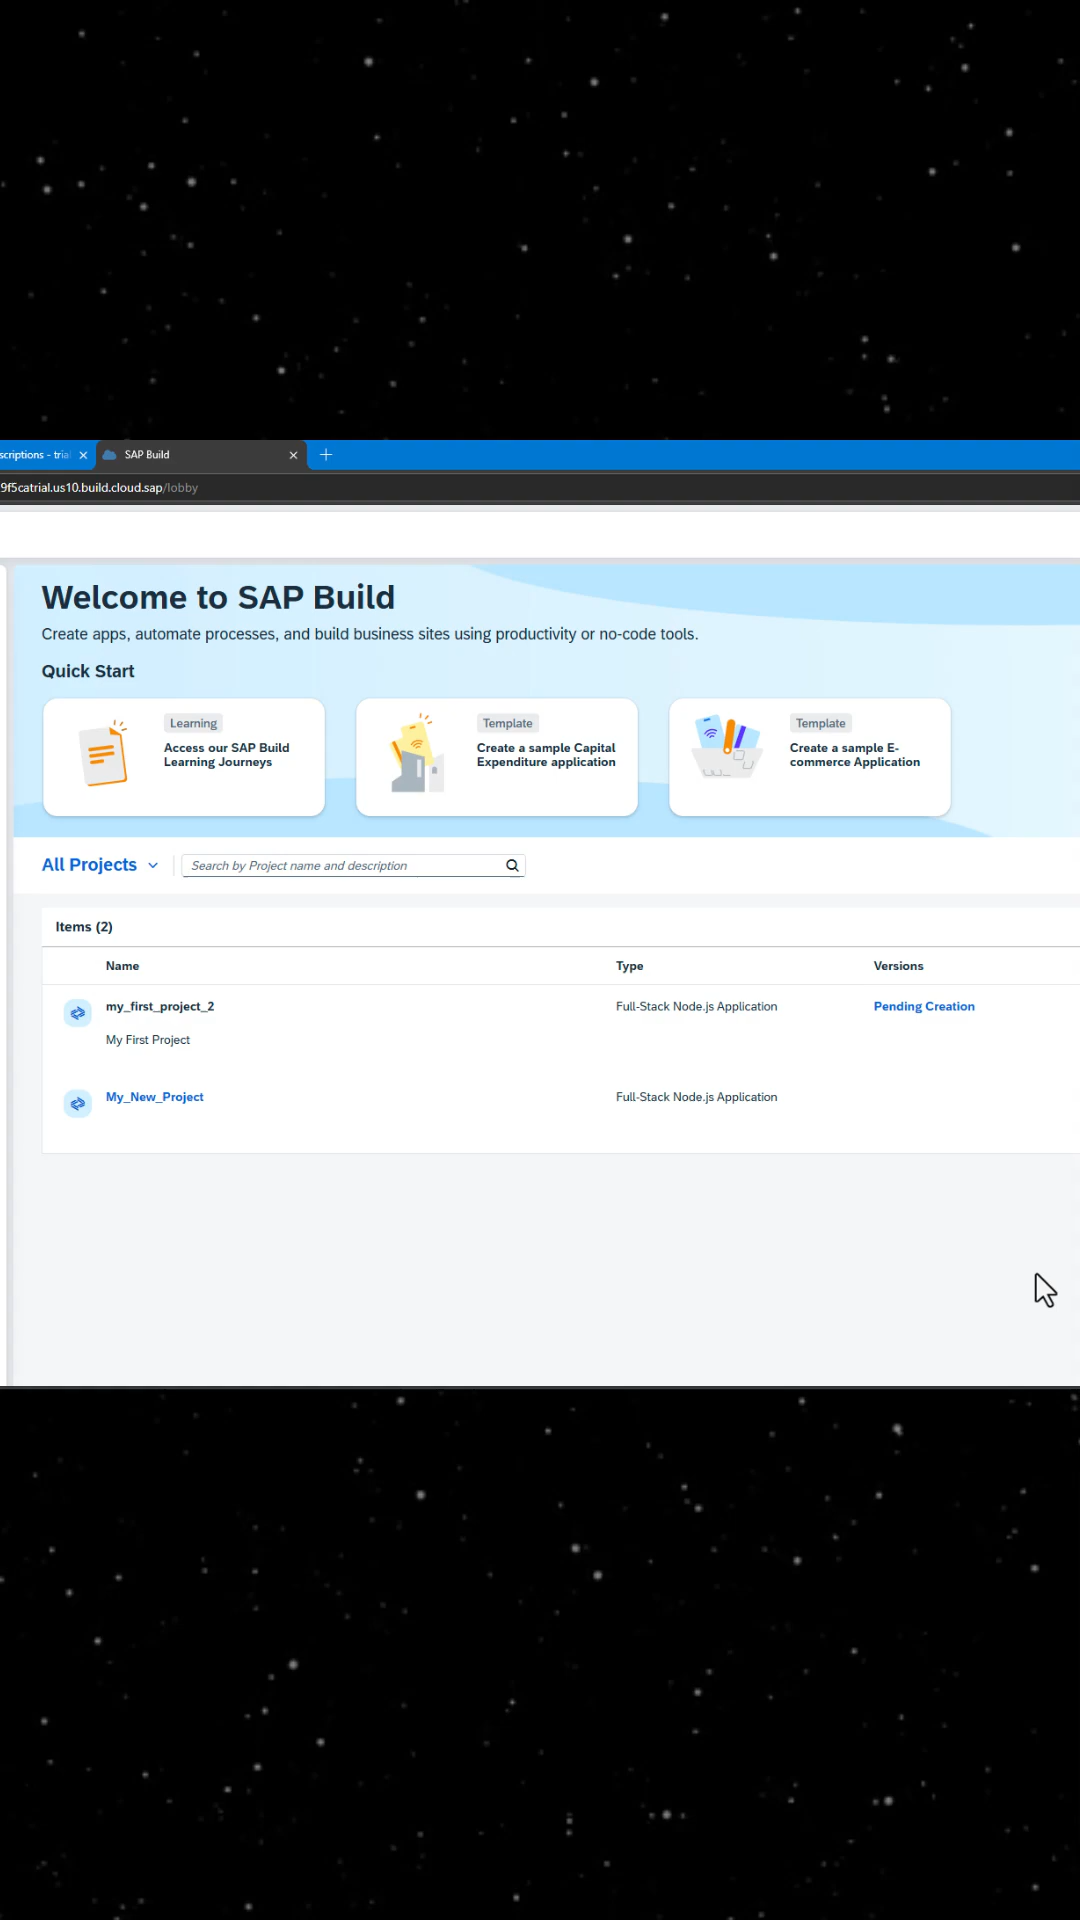 scriptions - tria
SAP Build
9f5catrial.us10.build.cloud.sap/lobby
Welcome to SAP Build
Create apps, automate processes, and build business sites using productivity or no-code tools.
Quick Start
Learning
Access our SAP Build
Learning Journeys
Template
Create a sample Capital
Expenditure application
Template
Create a sample E-
commerce Application
All Projects
Search by Project name and description
Items (2)
Name Type Versions
my_first_project_2 Full-Stack Node.js Application Pending Creation
My First Project
My_New_Project Full-Stack Node.js Application